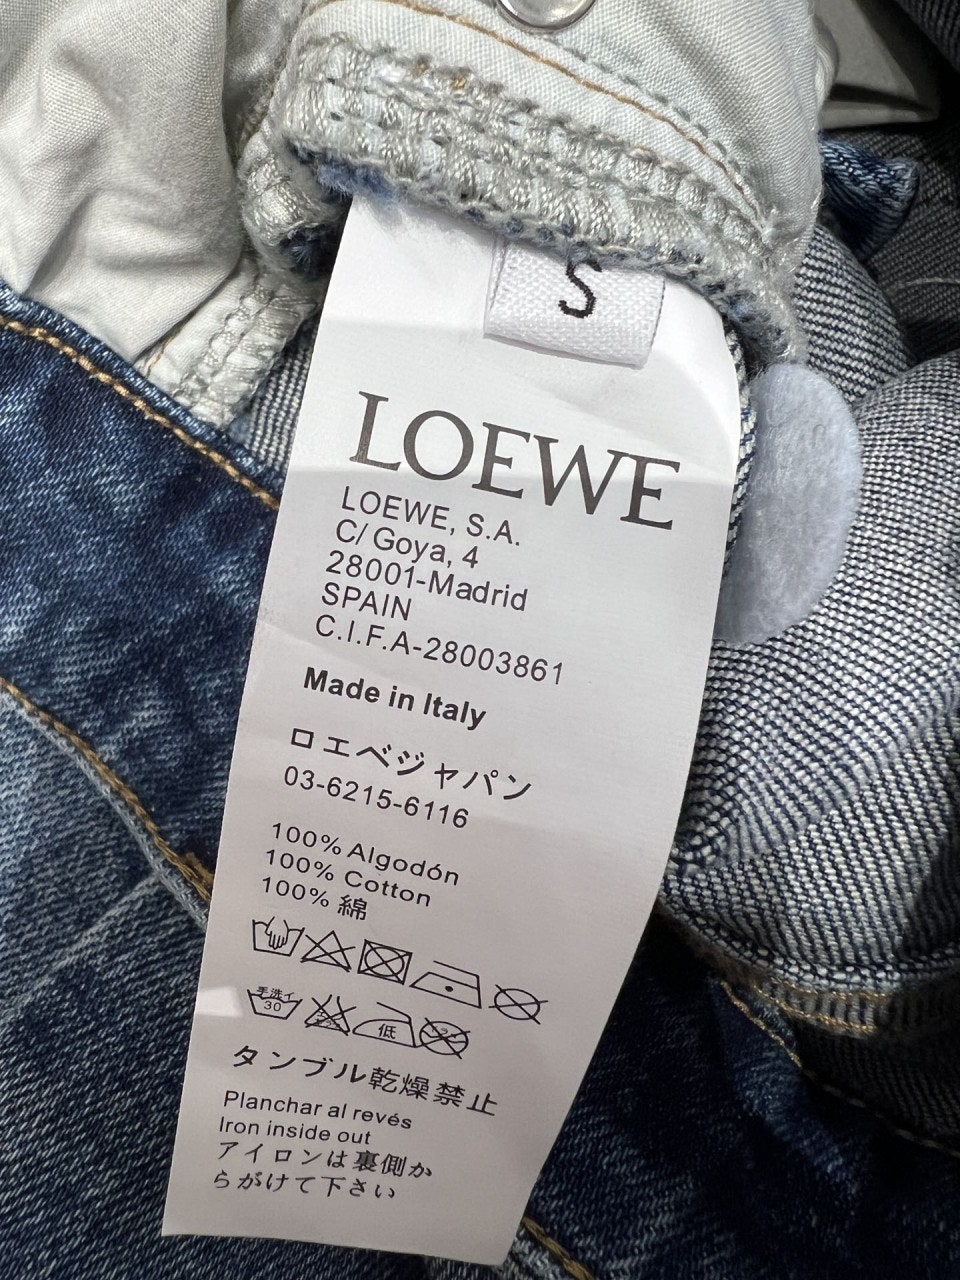 S
LOEWE
LOEWE, S.A.
C/ Goya, 4
28001-Madrid
SPAIN
C.I.F.A-28003861
Made in Italy
ロエベジャパン
03-6215-6116
100% Algodón
100% Cotton
100% 綿
手洗イ
30
低
タンブル乾燥禁止
Planchar al revés
Iron inside out
アイロンは裏側か
らがけて下さい